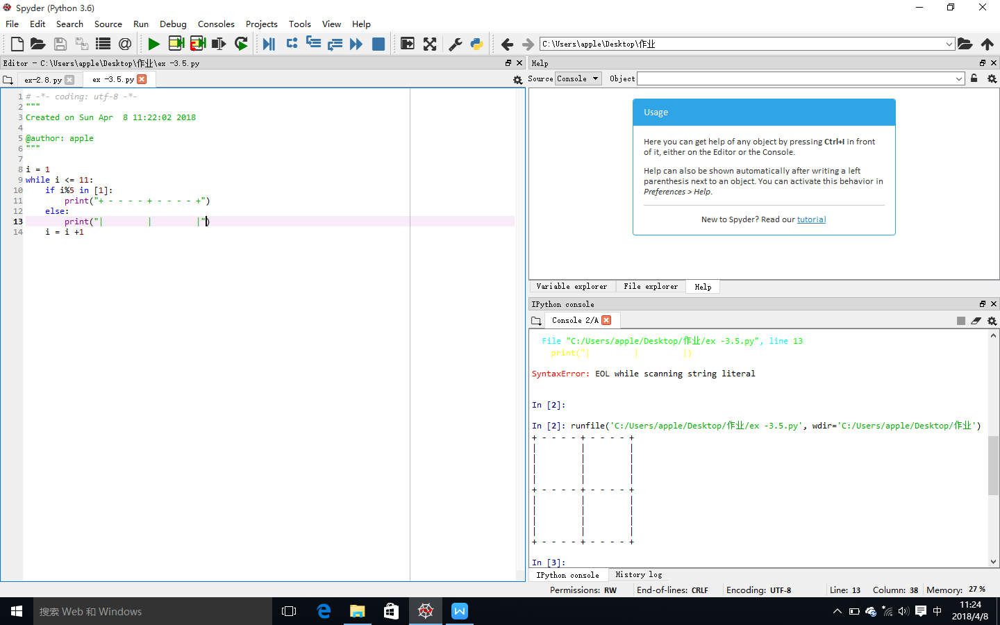 Spyder (Python 3.6)
File Edit Search Source Run Debug Consoles Projects Tools View Help
C:\Users\apple\Desktop\作业
Editor - C:\Users\apple\Desktop\作业\ex -3.5.py
ex-2.8.py ex -3.5.py
1 # -*- coding: utf-8 -*-
2 """
3 Created on Sun Apr  8 11:22:02 2018
4
5 @author: apple
6 """
7
8 i = 1
9 while i <= 11:
10     if i%5 in [1]:
11         print("+ - - - - + - - - - +")
12     else:
13         print("|         |         |")
14     i = i +1
Help
Source Console Object
Usage
Here you can get help of any object by pressing Ctrl+I in front
of it, either on the Editor or the Console.
Help can also be shown automatically after writing a left
parenthesis next to an object. You can activate this behavior in
Preferences > Help.
New to Spyder? Read our tutorial
Variable explorer File explorer Help
IPython console
Console 2/A
File "C:/Users/apple/Desktop/作业/ex -3.5.py", line 13
print("|         |         |)
SyntaxError: EOL while scanning string literal
In [2]:
In [2]: runfile('C:/Users/apple/Desktop/作业/ex -3.5.py', wdir='C:/Users/apple/Desktop/作业')
+ - - - - + - - - - +
|         |         |
|         |         |
|         |         |
|         |         |
+ - - - - + - - - - +
|         |         |
|         |         |
|         |         |
|         |         |
+ - - - - + - - - - +
In [3]:
IPython console History log
Permissions: RW End-of-lines: CRLF Encoding: UTF-8 Line: 13 Column: 38 Memory: 27 %
搜索 Web 和 Windows
中
11:24
2018/4/8